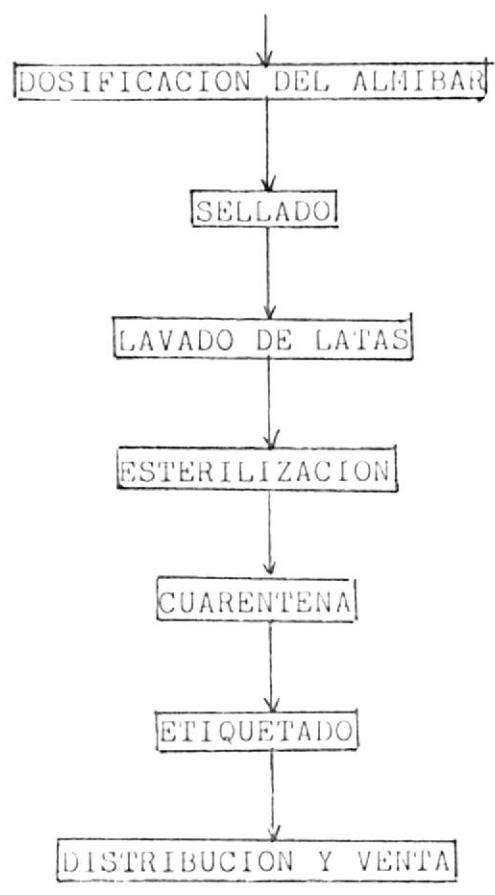 DOSIFICACION DEL ALMIBAR
SELLADO
LAVADO DE LATAS
ESTERILIZACION
CUARENTENA
ETIQUETADO
DISTRIBUCION Y VENTA